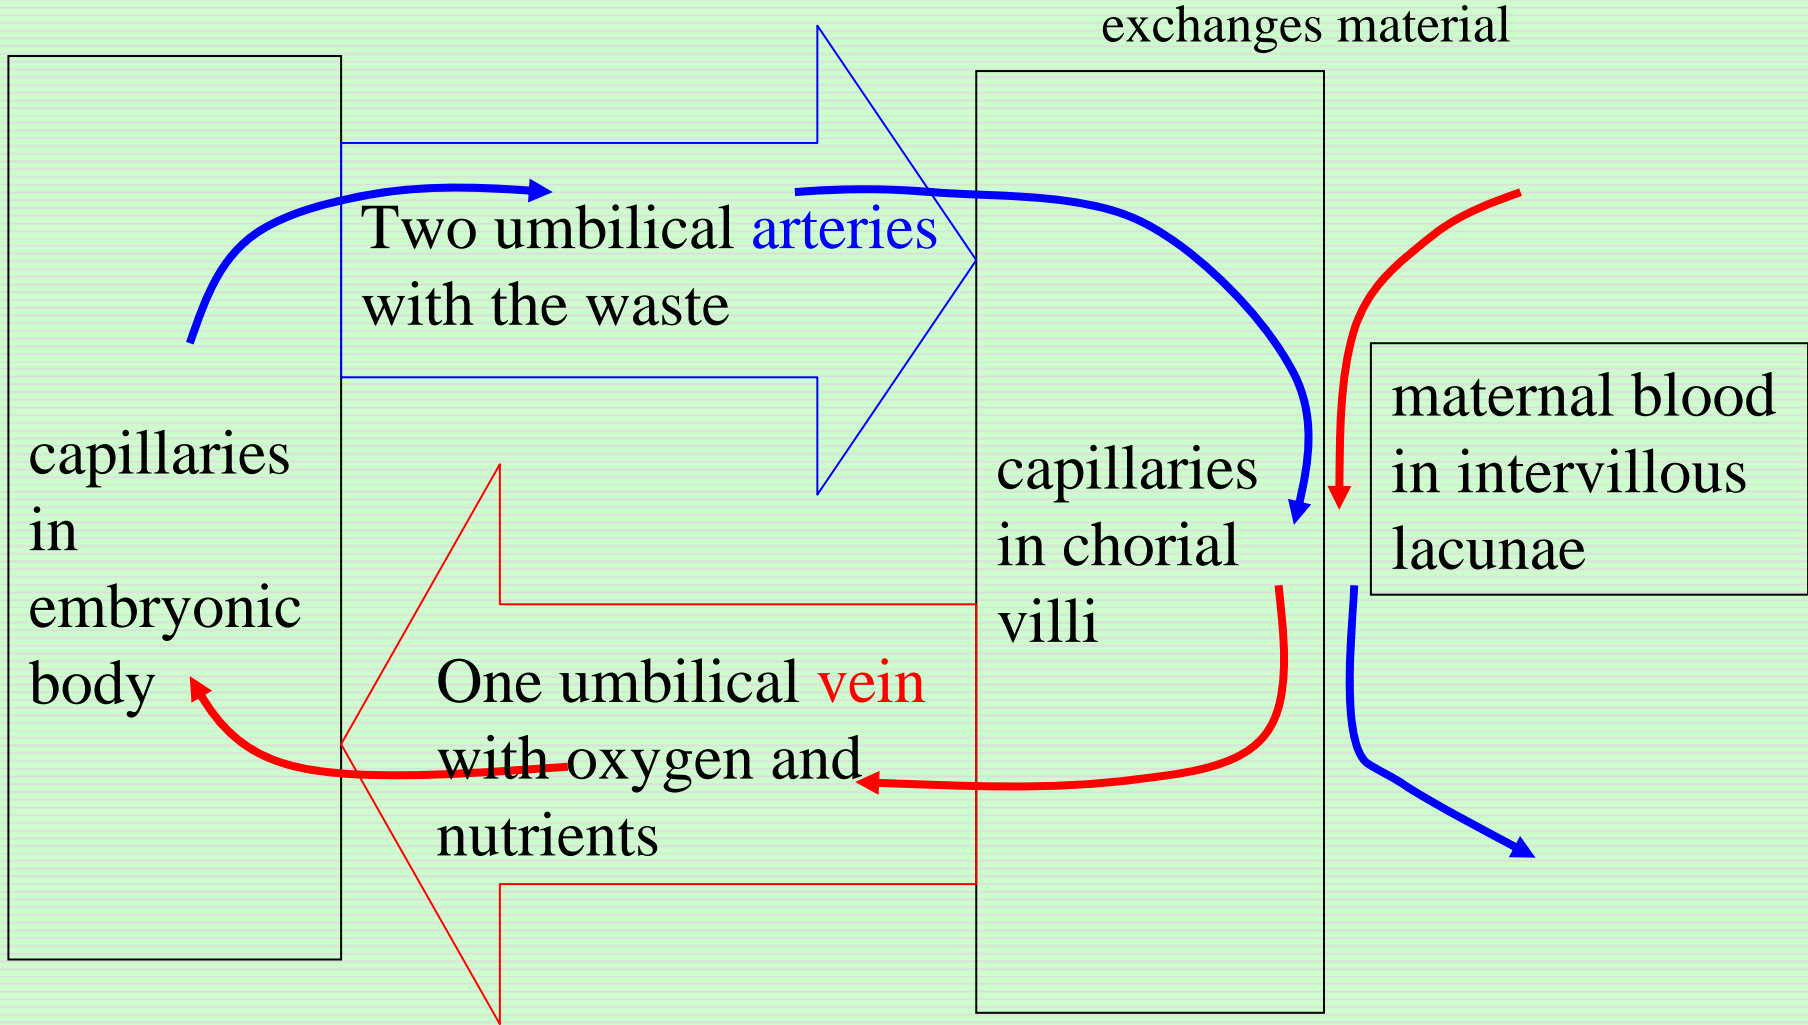 exchanges material
Two umbilical arteries
with the waste
capillaries
in
embryonic
body
capillaries
in chorial
villi
maternal blood
in intervillous
lacunae
One umbilical vein
with oxygen and
nutrients